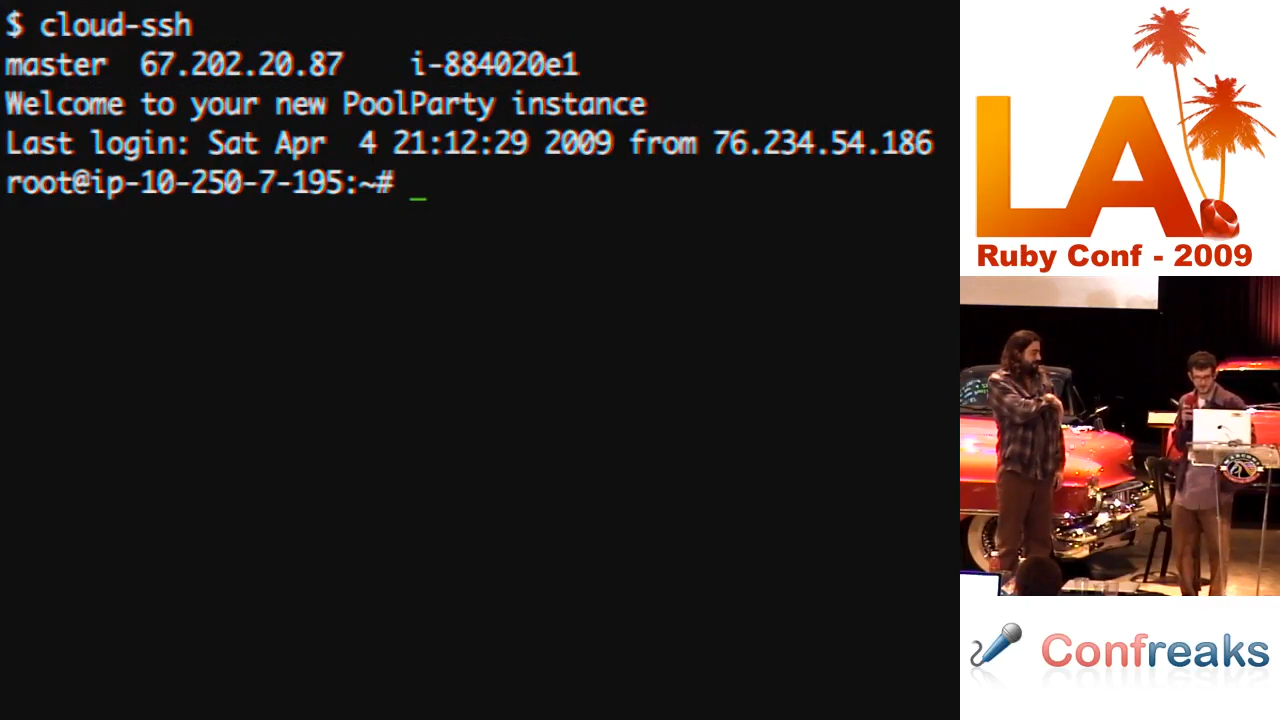 $ cloud-ssh
master  67.202.20.87    i-884020e1
Welcome to your new PoolParty instance
Last login: Sat Apr  4 21:12:29 2009 from 76.234.54.186
root@ip-10-250-7-195:~# _
LA
Ruby Conf - 2009
Confreaks